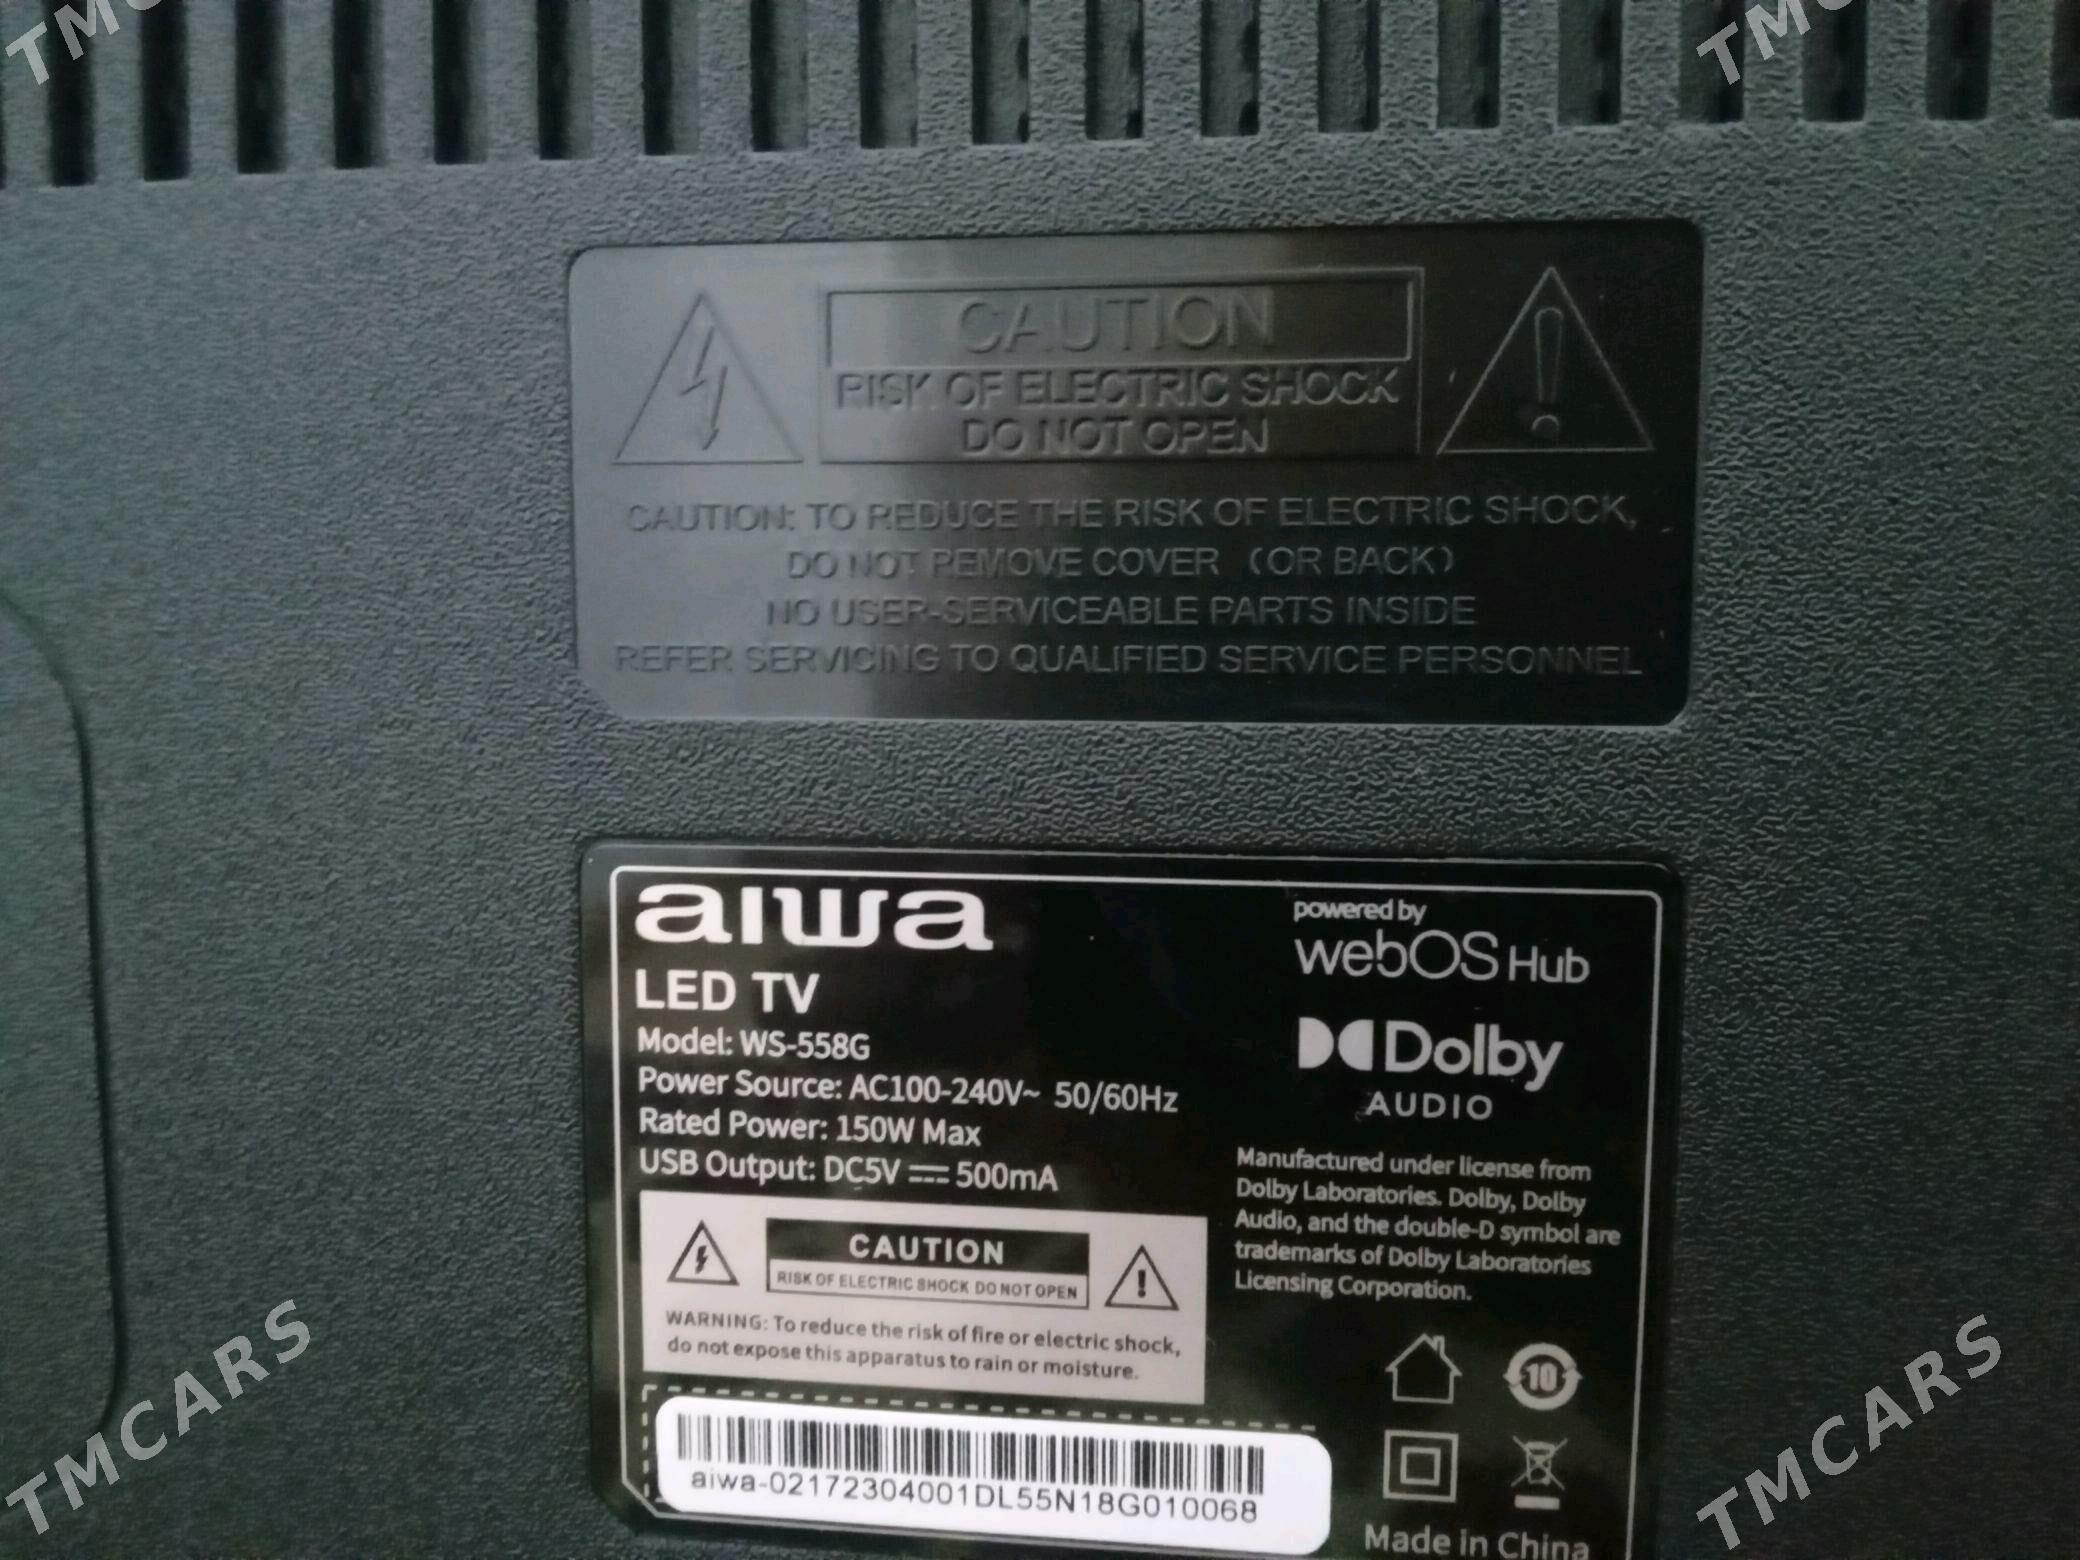 CAUTION
RISK OF ELECTRIC SHOCK
DO NOT OPEN
CAUTION: TO REDUCE THE RISK OF ELECTRIC SHOCK,
DO NOT REMOVE COVER (OR BACK)
NO USER-SERVICEABLE PARTS INSIDE
REFER SERVICING TO QUALIFIED SERVICE PERSONNEL
aiwa
LED TV
Model: WS-558G
Power Source: AC100-240V~ 50/60Hz
Rated Power: 150W Max
USB Output: DC5V ⎓ 500mA
CAUTION
RISK OF ELECTRIC SHOCK DO NOT OPEN
WARNING: To reduce the risk of fire or electric shock,
do not expose this apparatus to rain or moisture.
aiwa-02172304001DL55N18G010068
powered by
webOS Hub
Dolby
AUDIO
Manufactured under license from
Dolby Laboratories. Dolby, Dolby
Audio, and the double-D symbol are
trademarks of Dolby Laboratories
Licensing Corporation.
10
Made in China
TMCARS
TMCARS